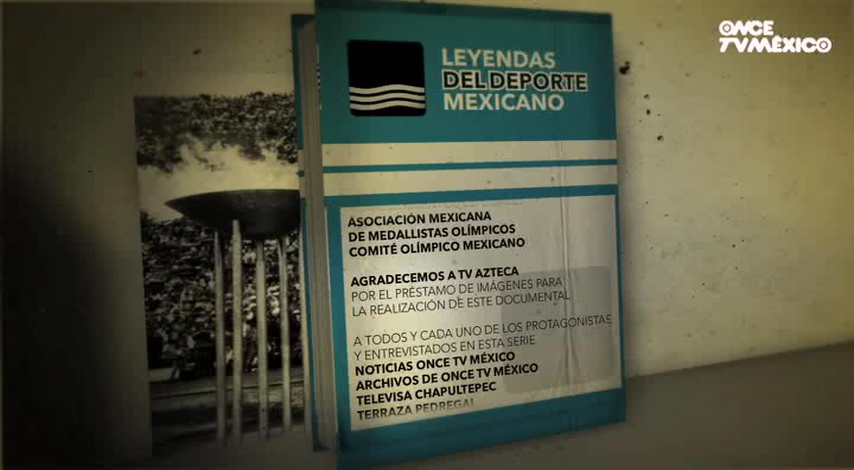 ONCE
TV MÉXICO
LEYENDAS
DEL DEPORTE
MEXICANO
ASOCIACIÓN MEXICANA
DE MEDALLISTAS OLÍMPICOS
COMITÉ OLÍMPICO MEXICANO
AGRADECEMOS A TV AZTECA
POR EL PRÉSTAMO DE IMÁGENES PARA
LA REALIZACIÓN DE ESTE DOCUMENTAL
A TODOS Y CADA UNO DE LOS PROTAGONISTAS
Y ENTREVISTADOS EN ESTA SERIE
NOTICIAS ONCE TV MÉXICO
ARCHIVOS DE ONCE TV MÉXICO
TELEVISA CHAPULTEPEC
TERRAZA PEDREGAL